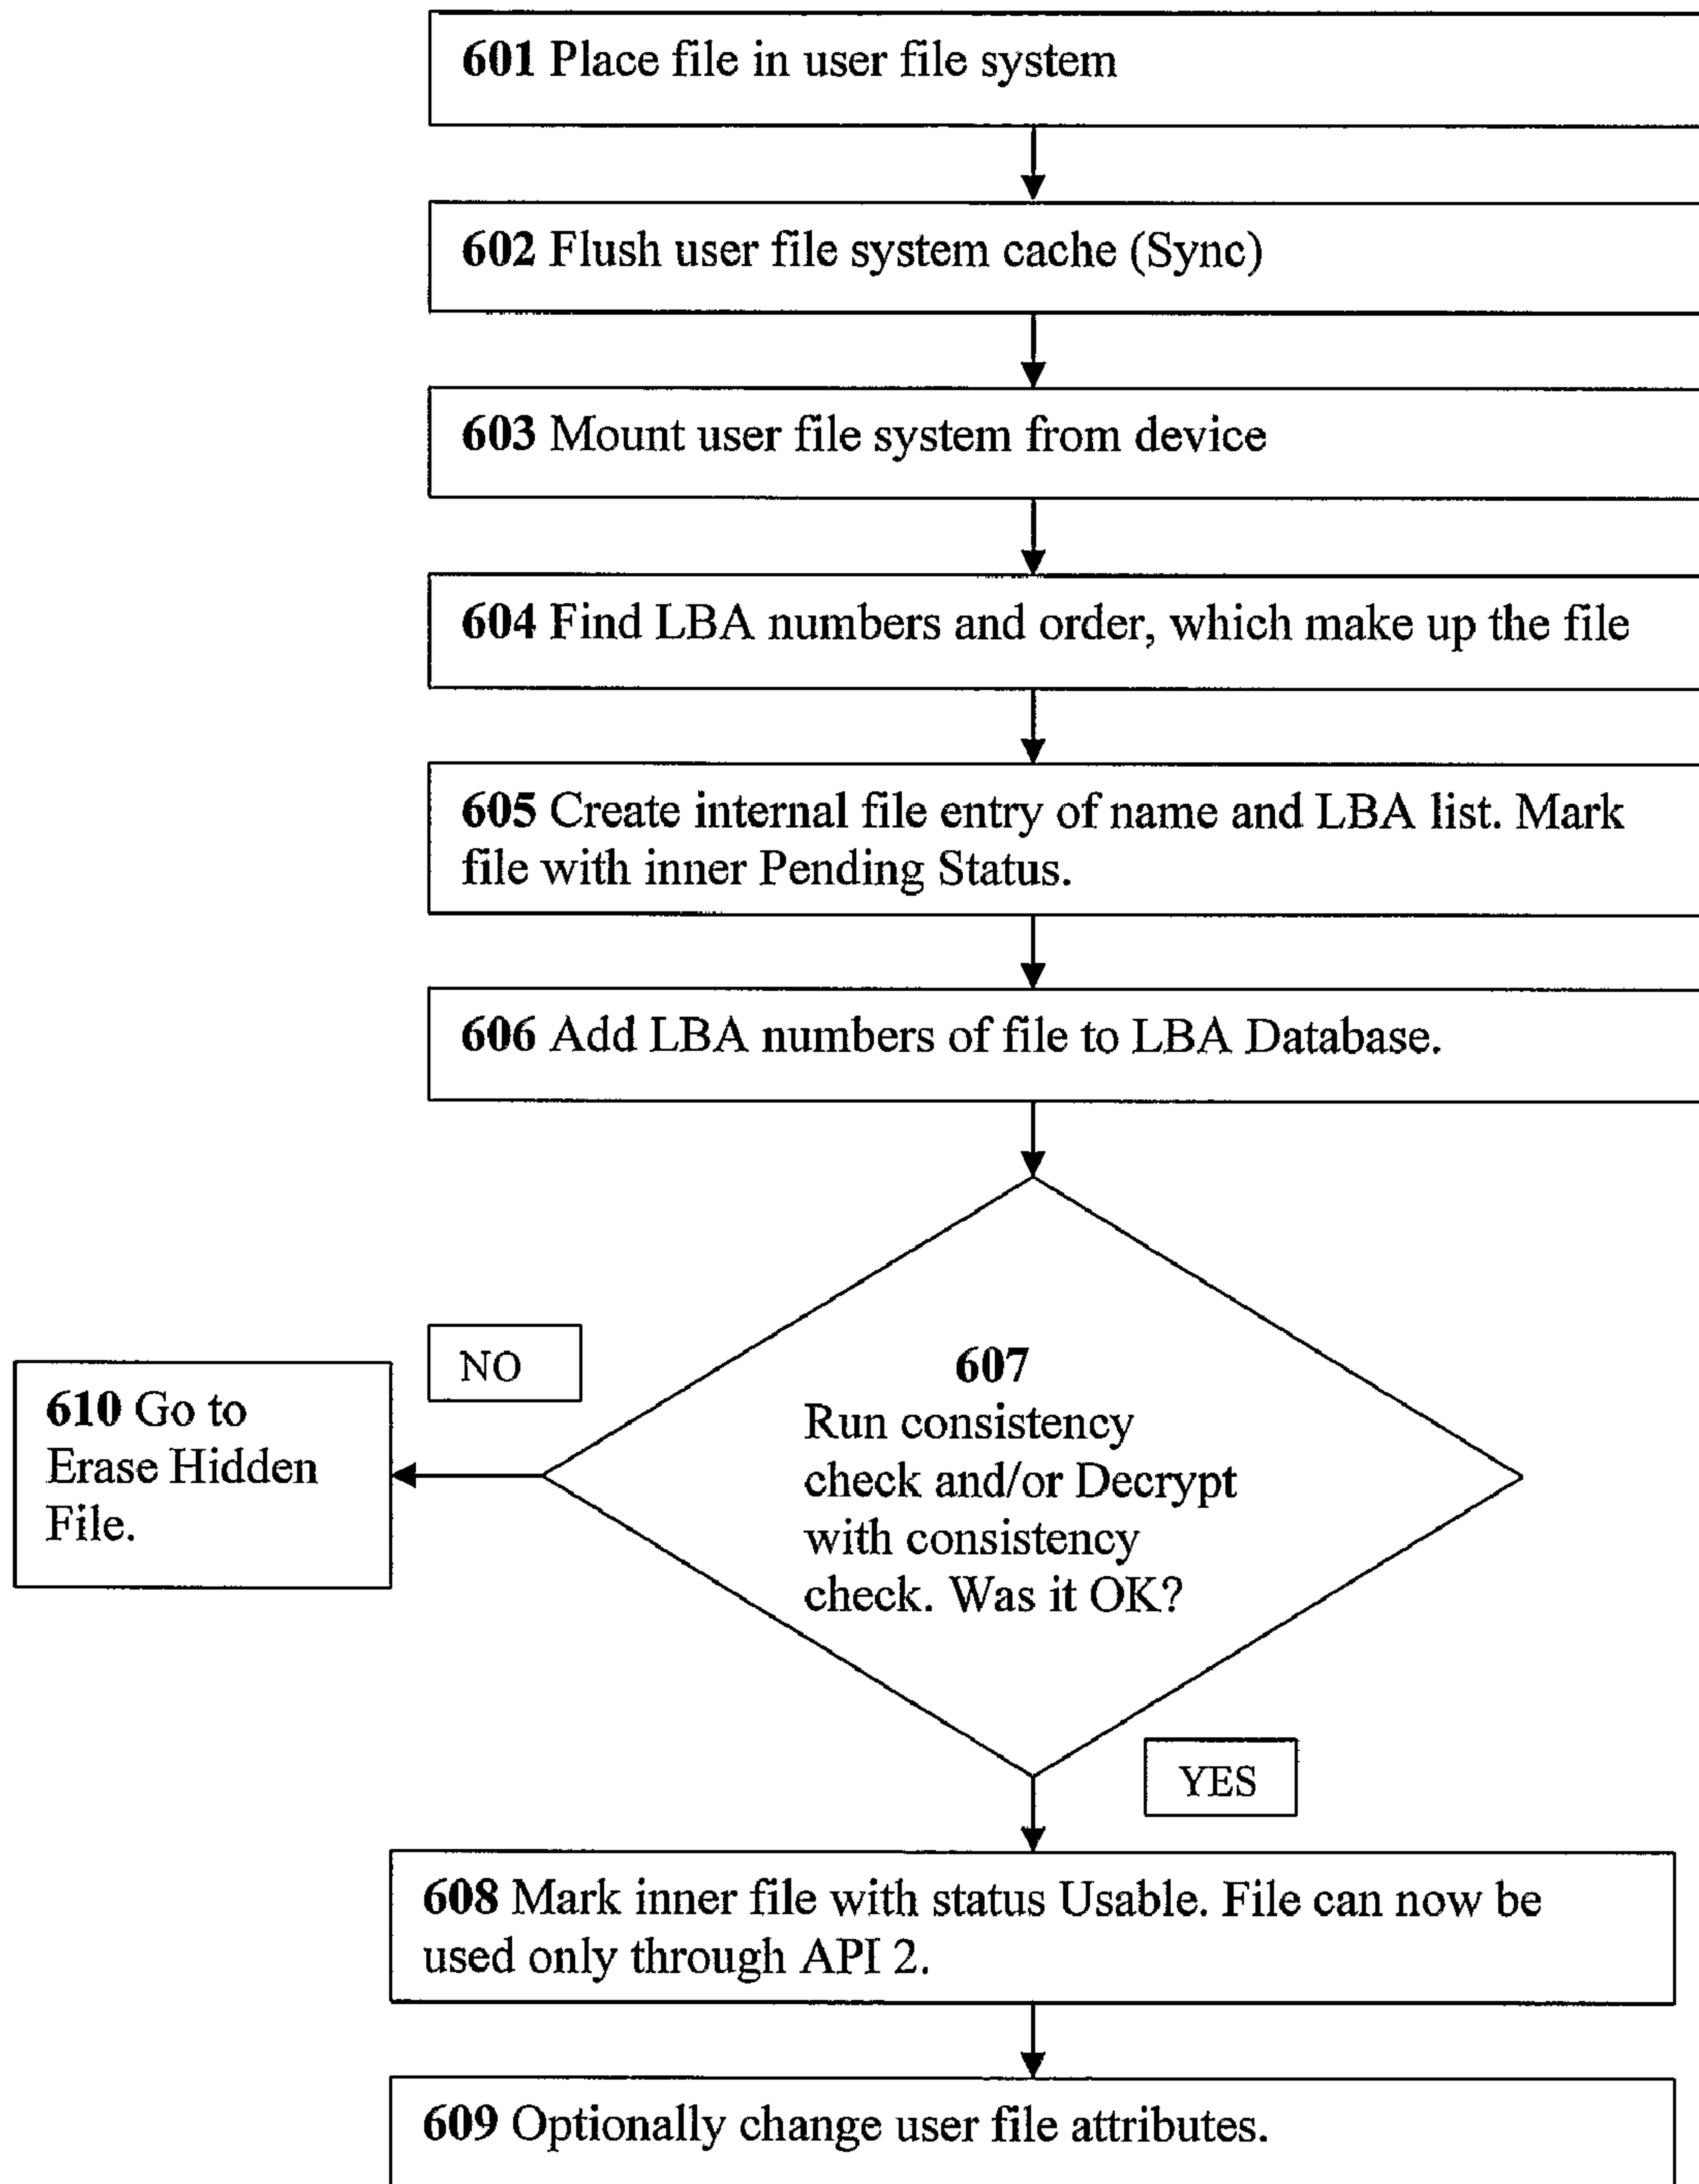 601 Place file in user file system
602 Flush user file system cache (Sync)
603 Mount user file system from device
604 Find LBA numbers and order, which make up the file
605 Create internal file entry of name and LBA list. Mark
file with inner Pending Status.
606 Add LBA numbers of file to LBA Database.
NO
610 Go to
Erase Hidden
File.
607
Run consistency
check and/or Decrypt
with consistency
check. Was it OK?
YES
608 Mark inner file with status Usable. File can now be
used only through API 2.
609 Optionally change user file attributes.